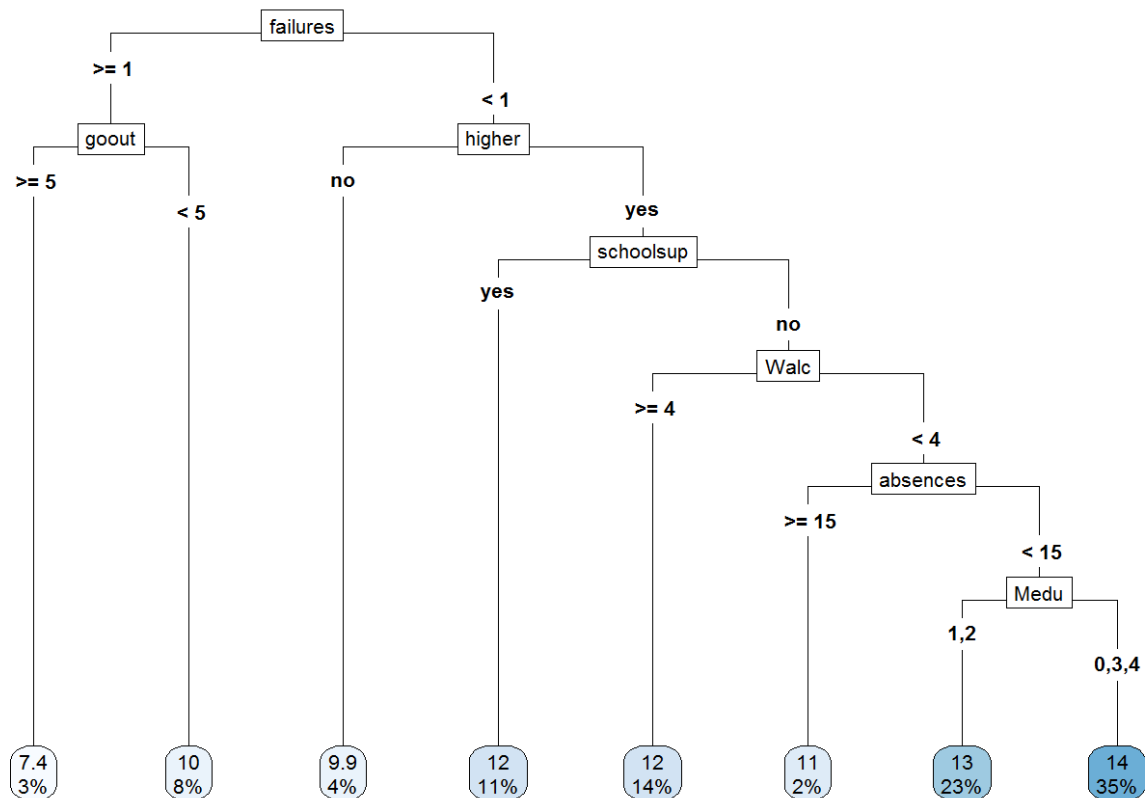 failures
>= 1
< 1
goout
higher
>= 5
no
< 5
yes
schoolsup
yes
no
Walc
>= 4
< 4
absences
>= 15
< 15
Medu
1,2
0,3,4
7.4
3%
10
8%
9.9
4%
12
11%
12
14%
11
2%
13
23%
14
35%